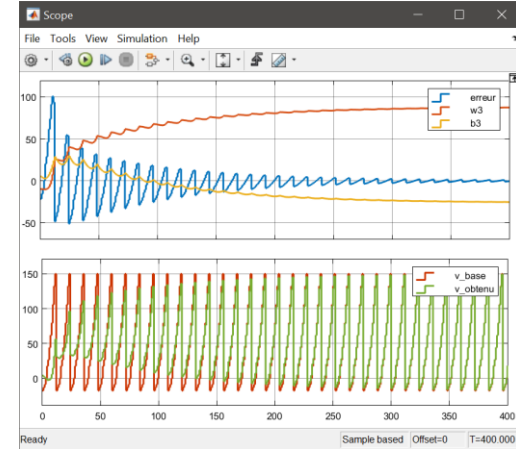 Scope
File Tools View Simulation Help
erreur
w3
b3
100
50
0
-50
v_base
v_obtenu
150
100
50
0
0 50 100 150 200 250 300 350 400
Ready
Sample based Offset=0 T=400.000